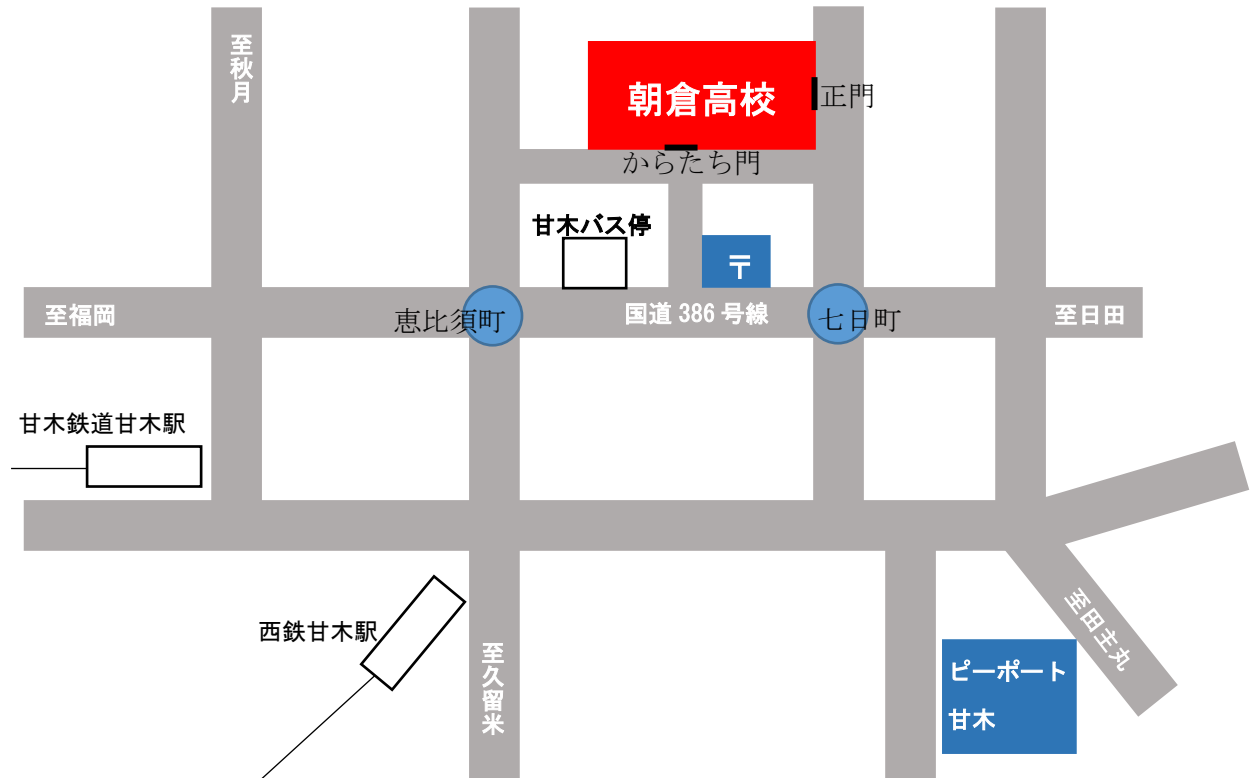 至秋月
朝倉高校
正門
からたち門
甘木バス停
〒
至福岡
恵比須町
国道 386 号線
七日町
至日田
甘木鉄道甘木駅
西鉄甘木駅
至久留米
至田主丸
ピーポート
甘木